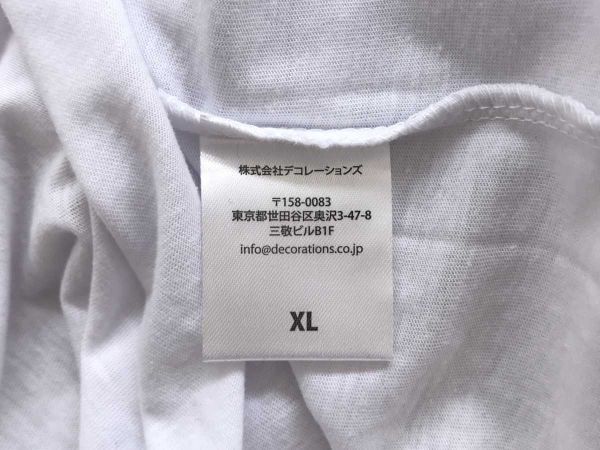 株式会社デコレーションズ
〒158-0083
東京都世田谷区奥沢3-47-8
三敬ビルB1F
info@decorations.co.jp
XL